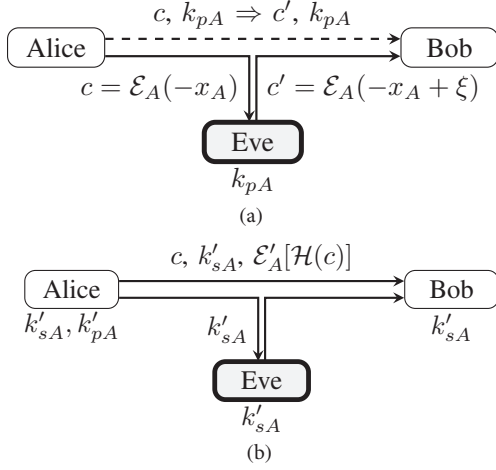 c, k_{pA} ⇒ c′, k_{pA}
Alice
Bob
c = ℰ_A(−x_A)
c′ = ℰ_A(−x_A + ξ)
Eve
k_{pA}
(a)
c, k′_{sA}, ℰ′_A[ℋ(c)]
Alice
Bob
k′_{sA}, k′_{pA}
k′_{sA}
k′_{sA}
Eve
k′_{sA}
(b)